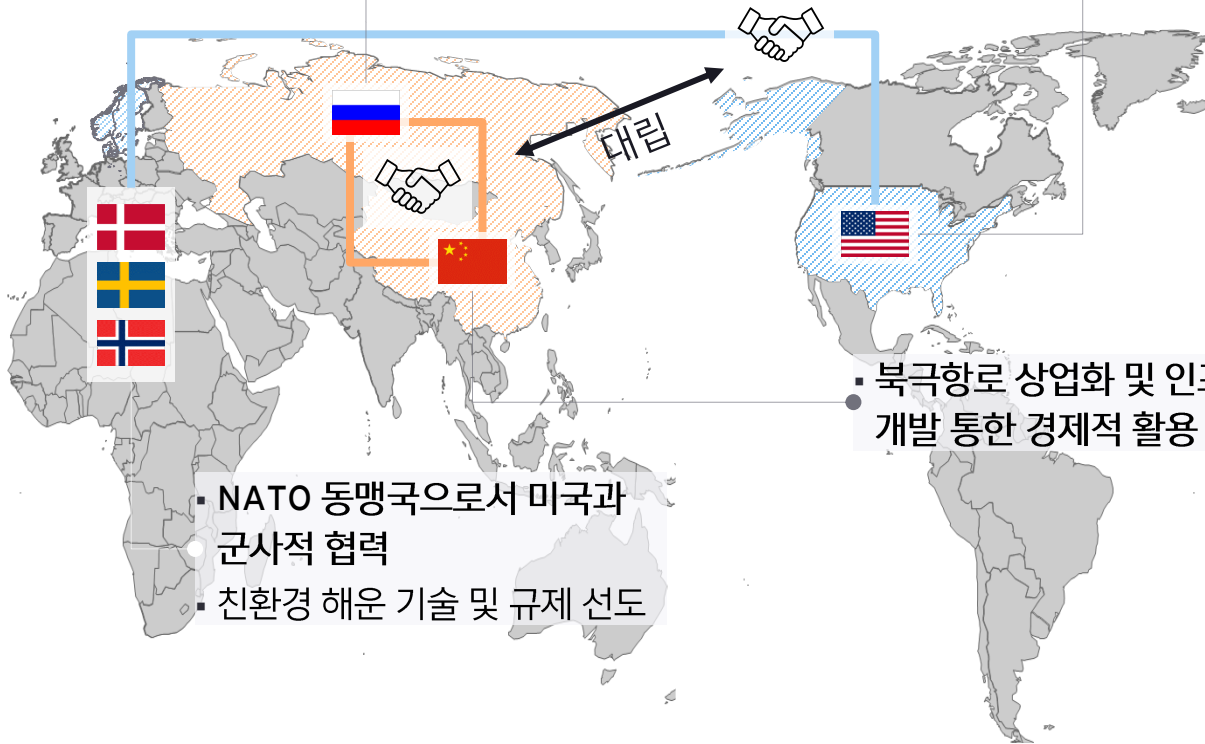 대립
▪ 북극항로 상업화 및
개발 통한 경제적 활용
▪ NATO 동맹국으로서 미국과
군사적 협력
▪ 친환경 해운 기술 및 규제 선도